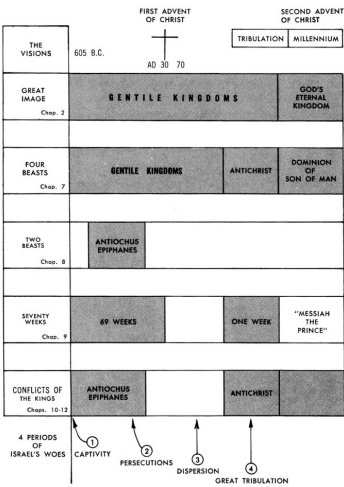 FIRST ADVENT
OF CHRIST
SECOND ADVENT
OF CHRIST
TRIBULATION
MILLENNIUM
THE
VISIONS
605 B.C.
AD 30 70
GREAT
IMAGE
Chap. 2
GENTILE KINGDOMS
GOD'S
ETERNAL
KINGDOM
FOUR
BEASTS
Chap. 7
GENTILE KINGDOMS
ANTICHRIST
DOMINION
OF
SON OF MAN
TWO
BEASTS
Chap. 8
ANTIOCHUS
EPIPHANES
SEVENTY
WEEKS
Chap. 9
69 WEEKS
ONE WEEK
"MESSIAH
THE
PRINCE"
CONFLICTS OF
THE KINGS
Chaps. 10-12
ANTIOCHUS
EPIPHANES
ANTICHRIST
4 PERIODS
OF
ISRAEL'S WOES
1
CAPTIVITY
2
PERSECUTIONS
3
DISPERSION
4
GREAT TRIBULATION